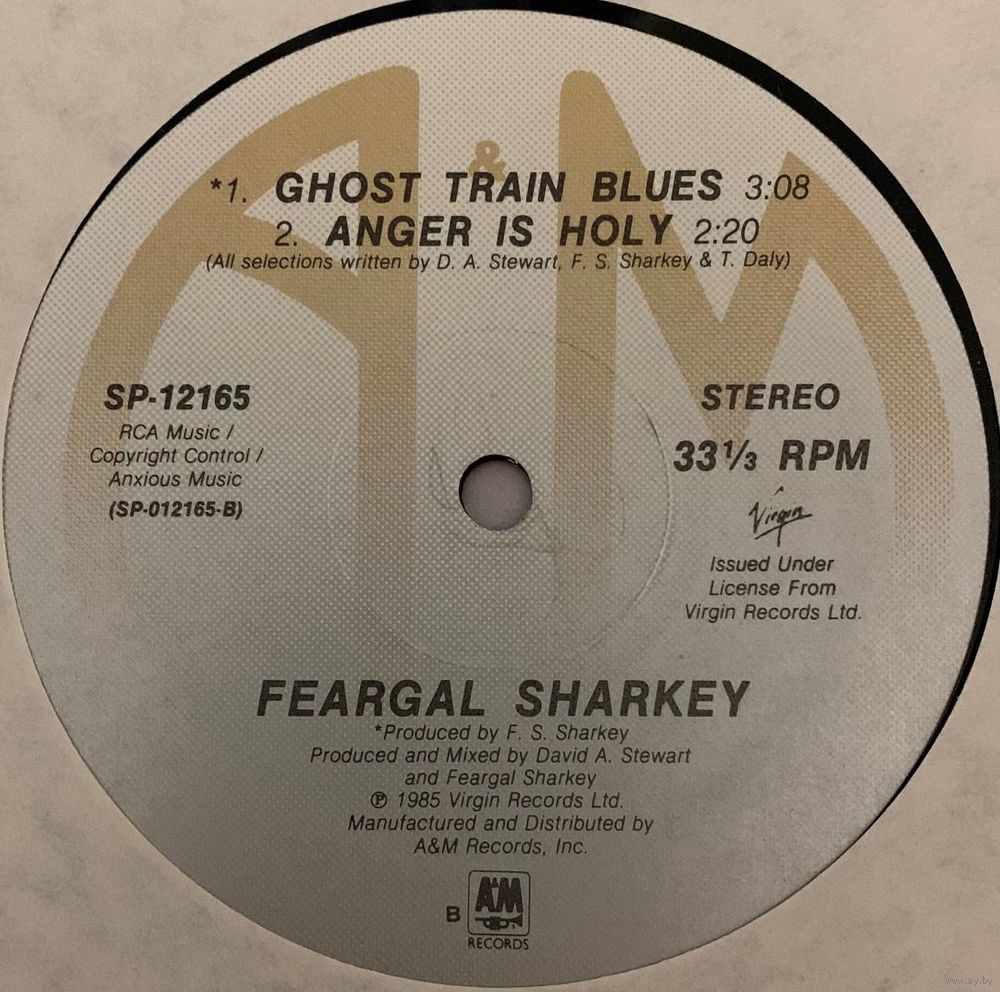 A&M
*1. GHOST TRAIN BLUES 3:08
2. ANGER IS HOLY 2:20
(All selections written by D. A. Stewart, F. S. Sharkey & T. Daly)
SP-12165
RCA Music /
Copyright Control /
Anxious Music
(SP-012165-B)
STEREO
33⅓ RPM
Virgin
Issued Under
License From
Virgin Records Ltd.
FEARGAL SHARKEY
*Produced by F. S. Sharkey
Produced and Mixed by David A. Stewart
and Feargal Sharkey
℗ 1985 Virgin Records Ltd.
Manufactured and Distributed by
A&M Records, Inc.
B
A&M
RECORDS
www.ay.by